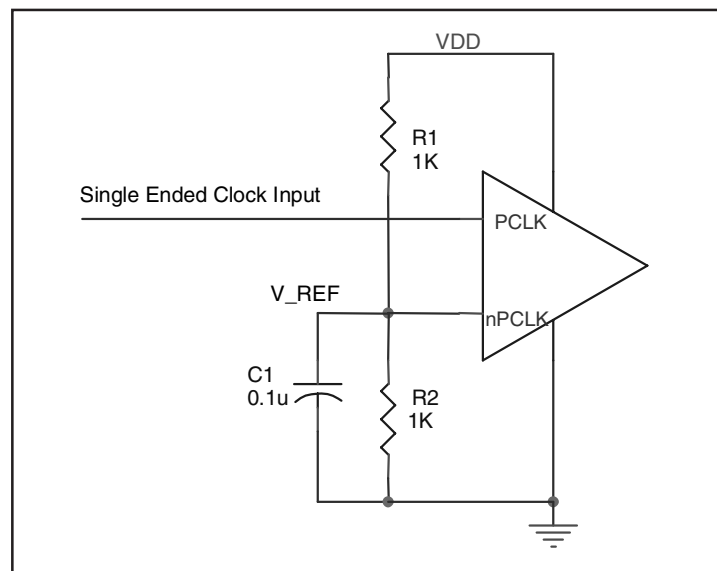 VDD
R1
1K
Single Ended Clock Input
PCLK
V_REF
nPCLK
C1
0.1u
R2
1K